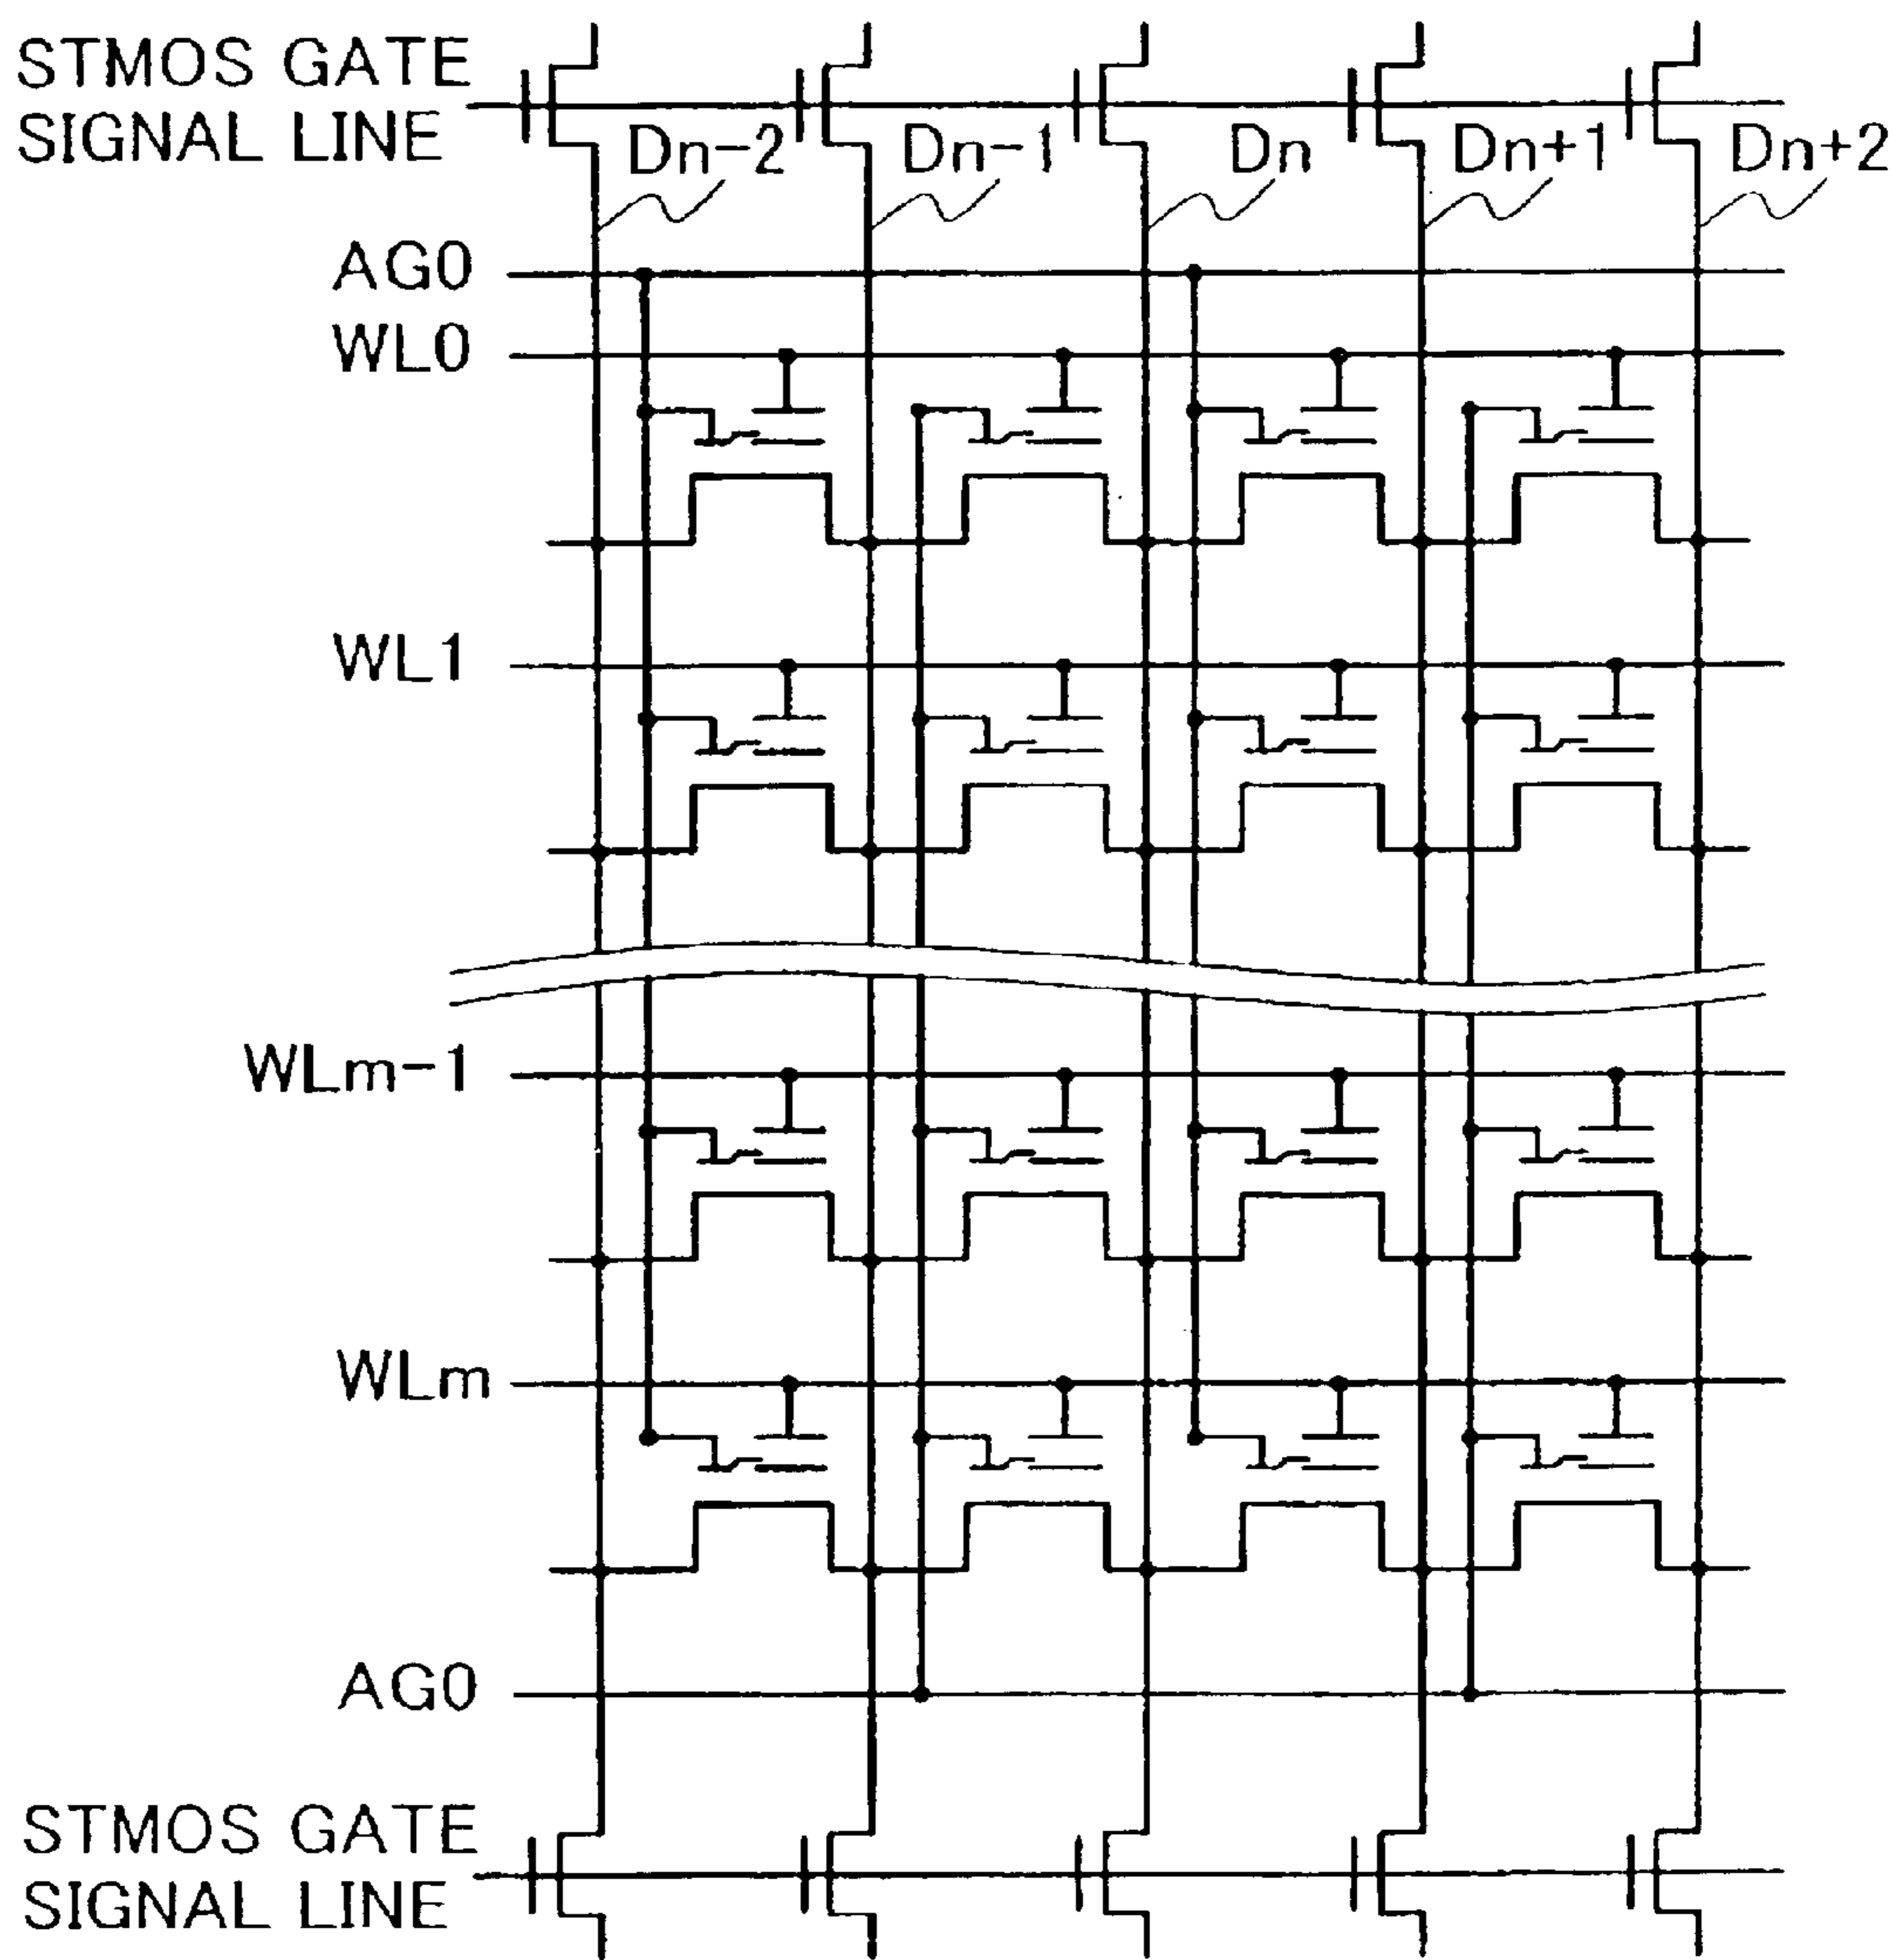 STMOS GATE
SIGNAL LINE
Dn-2 Dn-1 Dn Dn+1 Dn+2
AG0
WL0
WL1
WLm-1
WLm
AG0
STMOS GATE
SIGNAL LINE